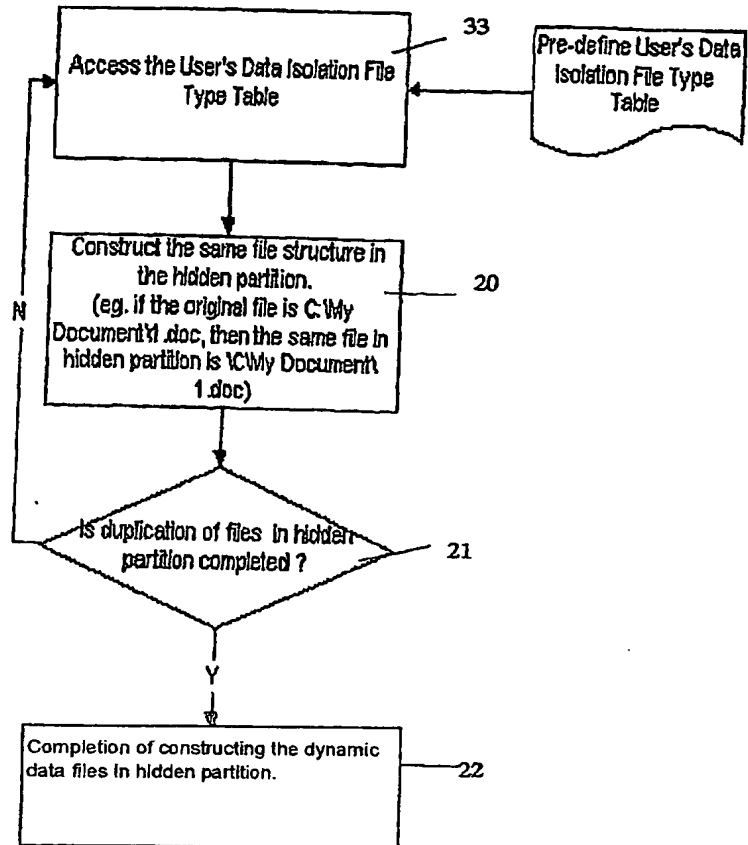 33
Access the User's Data Isolation File
Type Table
Pre-define User's Data
Isolation File Type
Table
Construct the same file structure in
the hidden partition.
(eg. if the original file is C:\My
Document\1.doc, then the same file in
hidden partition is \C\My Document\
1.doc)
20
N
Is duplication of files in hidden
partition completed ?
21
Y
Completion of constructing the dynamic
data files in hidden partition.
22